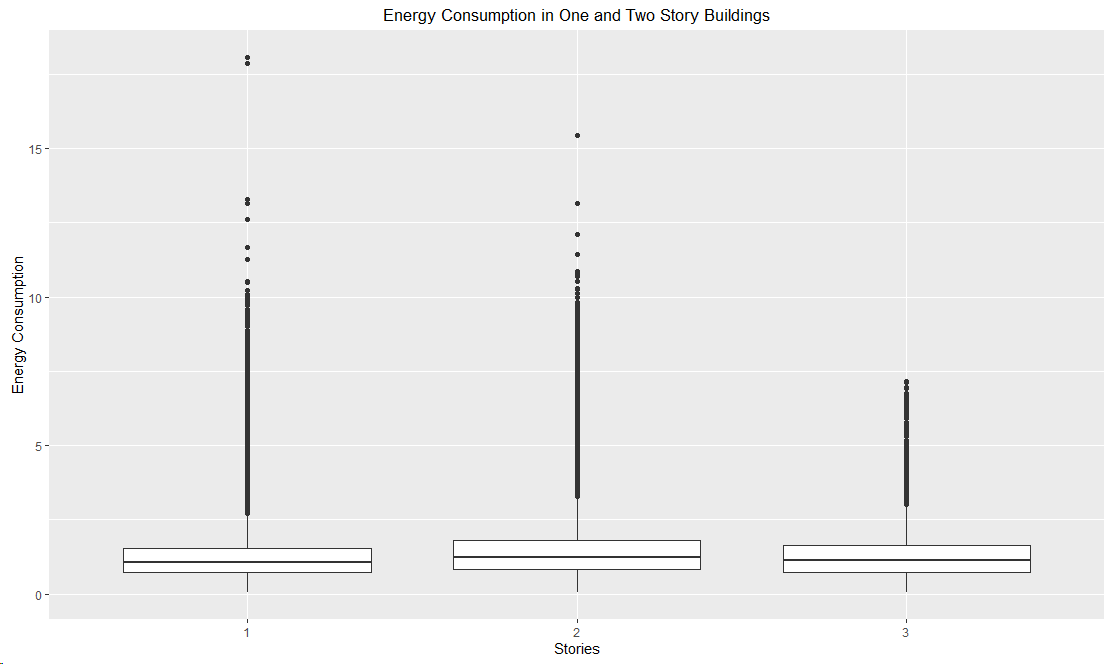 Energy Consumption in One and Two Story Buildings
Energy Consumption
15
10
5
0
1 2 3
Stories